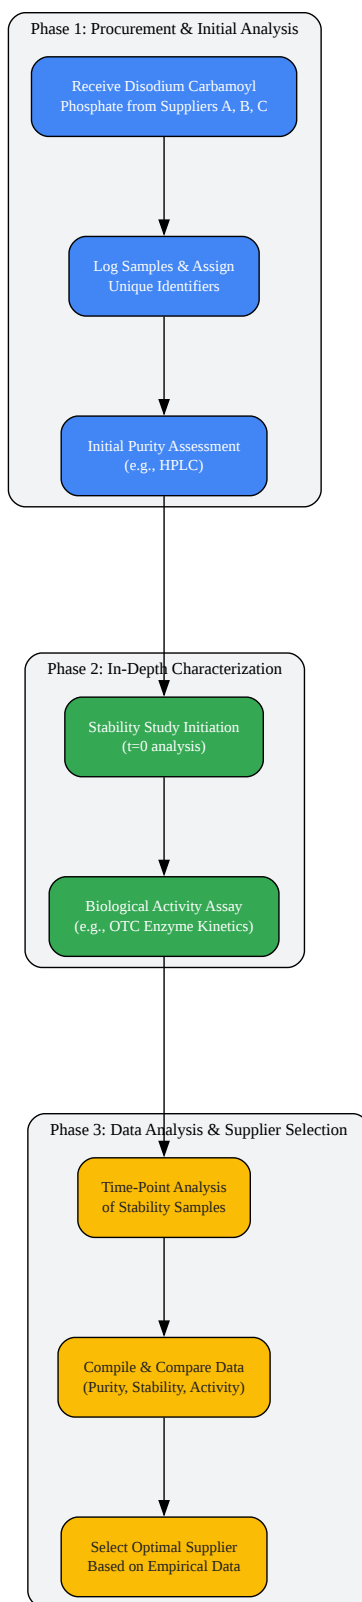 Phase 1: Procurement & Initial Analysis
Receive Disodium Carbamoyl
Phosphate from Suppliers A, B, C
Log Samples & Assign
Unique Identifiers
Initial Purity Assessment
(e.g., HPLC)
Phase 2: In-Depth Characterization
Stability Study Initiation
(t=0 analysis)
Biological Activity Assay
(e.g., OTC Enzyme Kinetics)
Phase 3: Data Analysis & Supplier Selection
Time-Point Analysis
of Stability Samples
Compile & Compare Data
(Purity, Stability, Activity)
Select Optimal Supplier
Based on Empirical Data